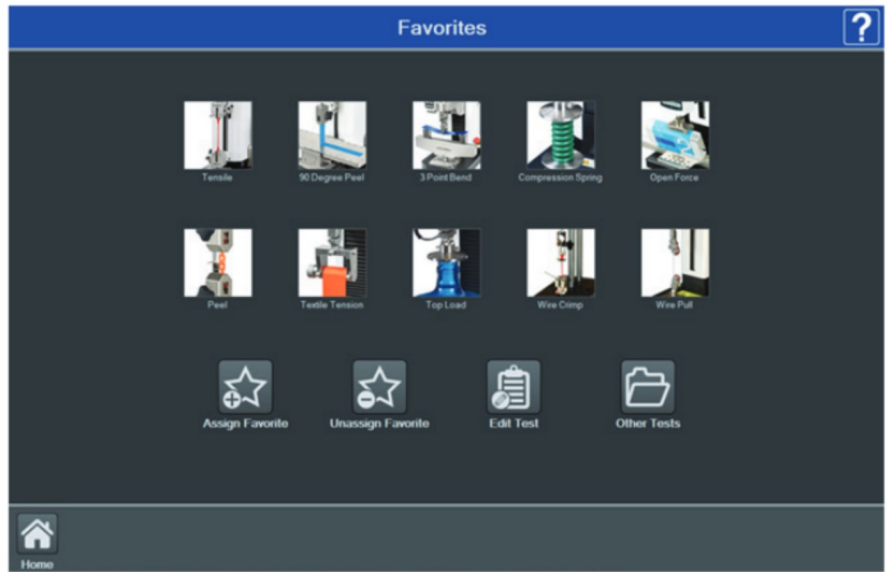 Favorites
?
Tensile
90 Degree Peel
3 Point Bend
Compression Spring
Open Force
Peel
Textile Tension
Top Load
Wire Crimp
Wire Pull
Assign Favorite
Unassign Favorite
Edit Test
Other Tests
Home